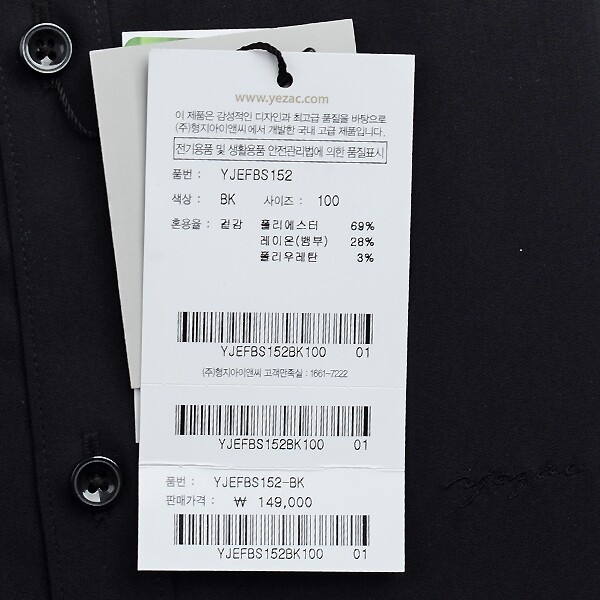 www.yezac.com
이 제품은 감성적인 디자인과 최고급 품질을 바탕으로
(주)형지아이앤씨 에서 개발한 국내 고급 제품입니다.
전기용품 및 생활용품 안전관리법에 의한 품질표시
품번 : YJEFBS152
색상 : BK 사이즈 : 100
혼용율 : 겉감 폴리에스터 69%
레이온(뱀부) 28%
폴리우레탄 3%
YJEFBS152BK100 01
(주)형지아이앤씨 고객만족실 : 1661-7222
YJEFBS152BK100 01
품번 : YJEFBS152-BK
판매가격 : ₩ 149,000
YJEFBS152BK100 01